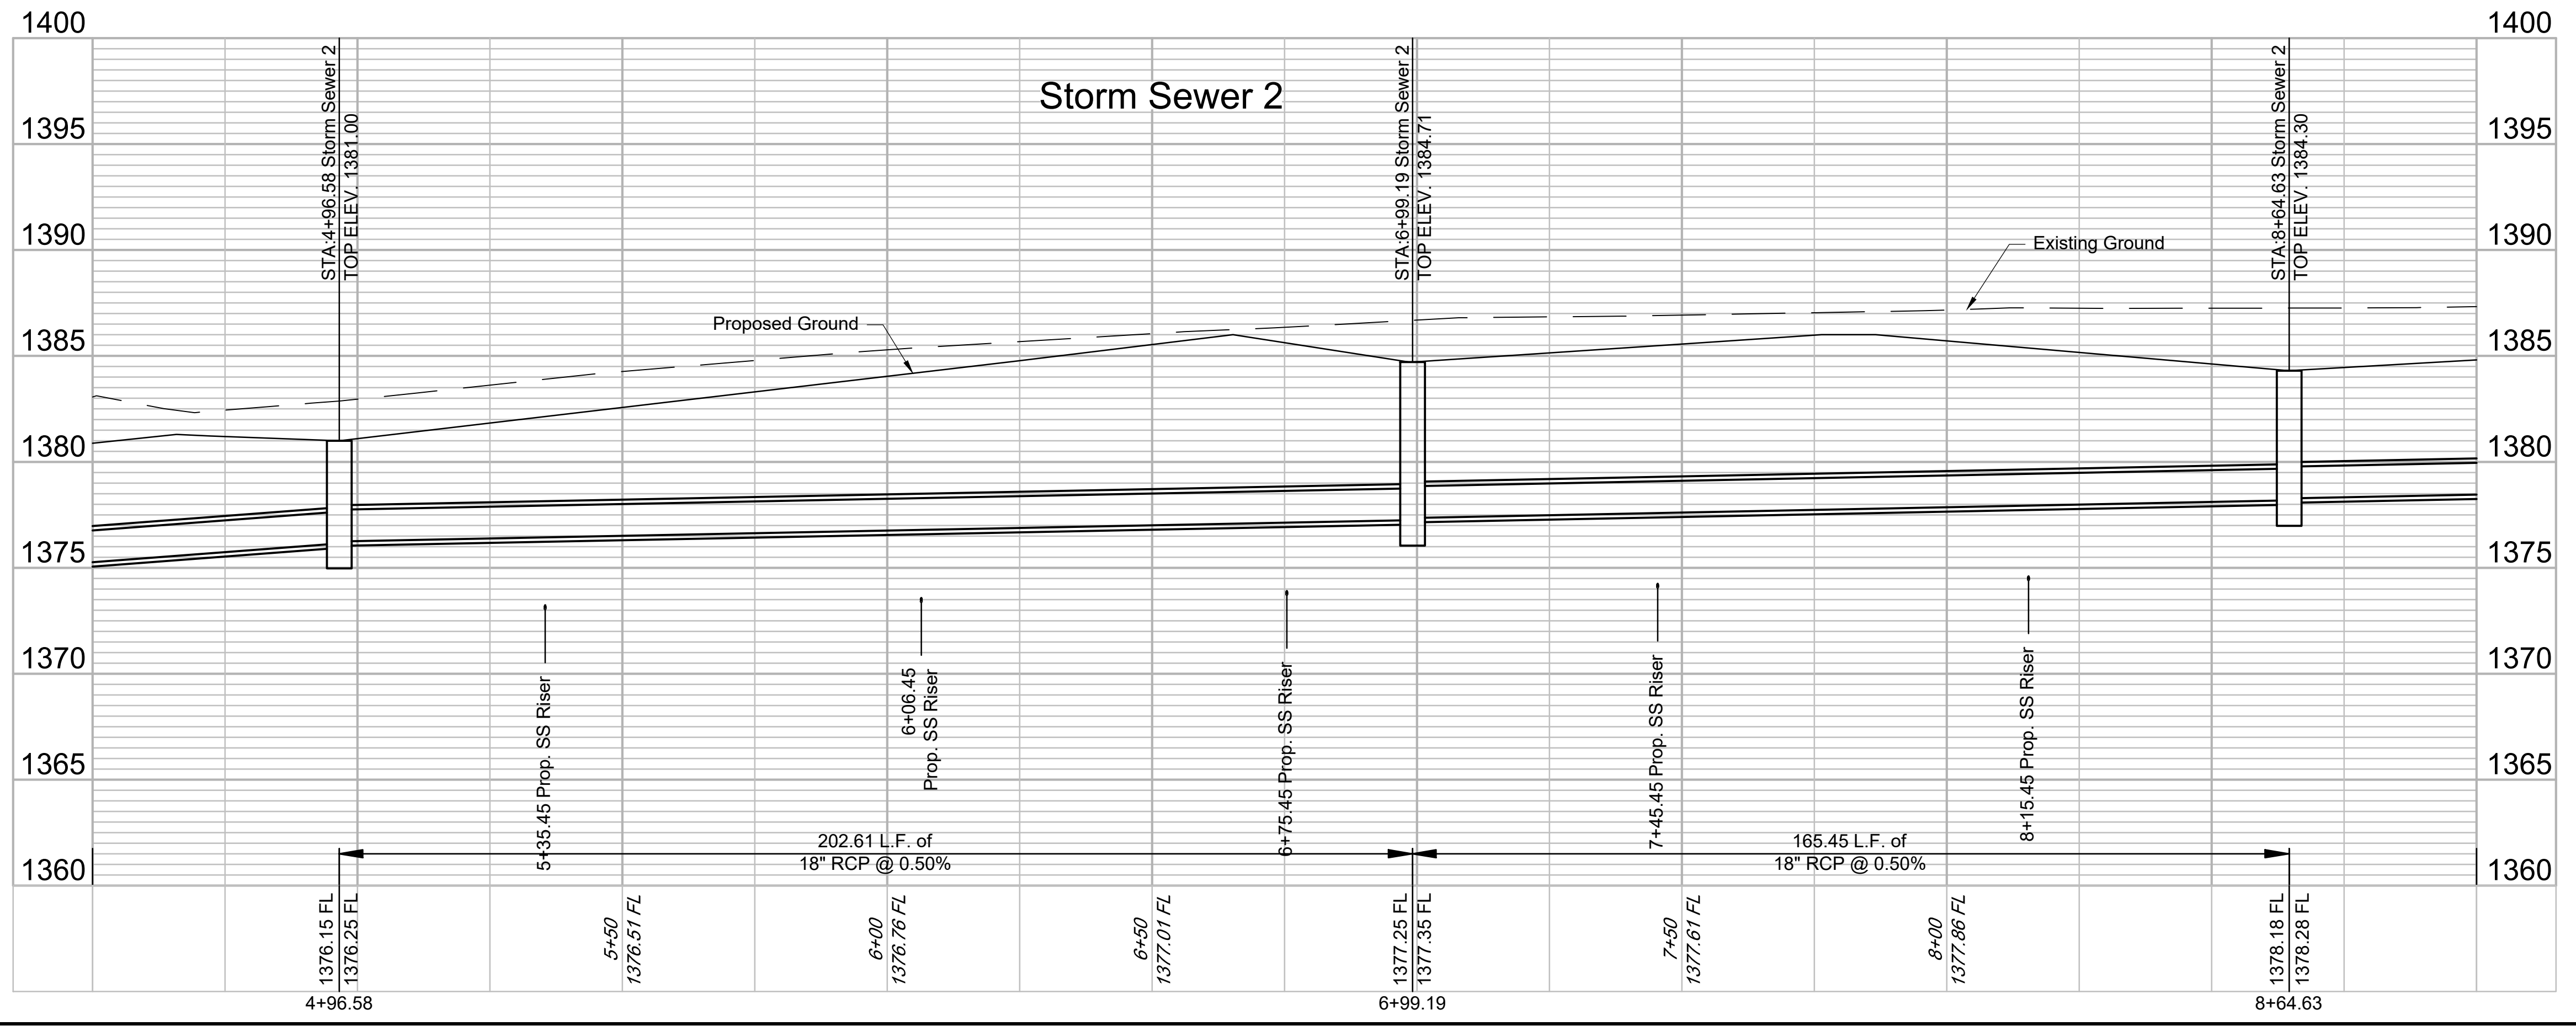 1400
1400
1395
1395
1390
1390
1385
1385
1380
1380
1375
1375
1370
1370
1365
1365
1360
1360
Storm Sewer 2
STA:4+96.58 Storm Sewer 2
TOP ELEV. 1381.00
STA:6+99.19 Storm Sewer 2
TOP ELEV. 1384.71
STA:8+64.63 Storm Sewer 2
TOP ELEV. 1384.30
Proposed Ground
Existing Ground
5+35.45 Prop. SS Riser
6+06.45
Prop. SS Riser
6+75.45 Prop. SS Riser
7+45.45 Prop. SS Riser
8+15.45 Prop. SS Riser
202.61 L.F. of
18" RCP @ 0.50%
165.45 L.F. of
18" RCP @ 0.50%
1376.15 FL
1376.25 FL
5+50
1376.51 FL
6+00
1376.76 FL
6+50
1377.01 FL
1377.25 FL
1377.35 FL
7+50
1377.61 FL
8+00
1377.86 FL
1378.18 FL
1378.28 FL
4+96.58
6+99.19
8+64.63